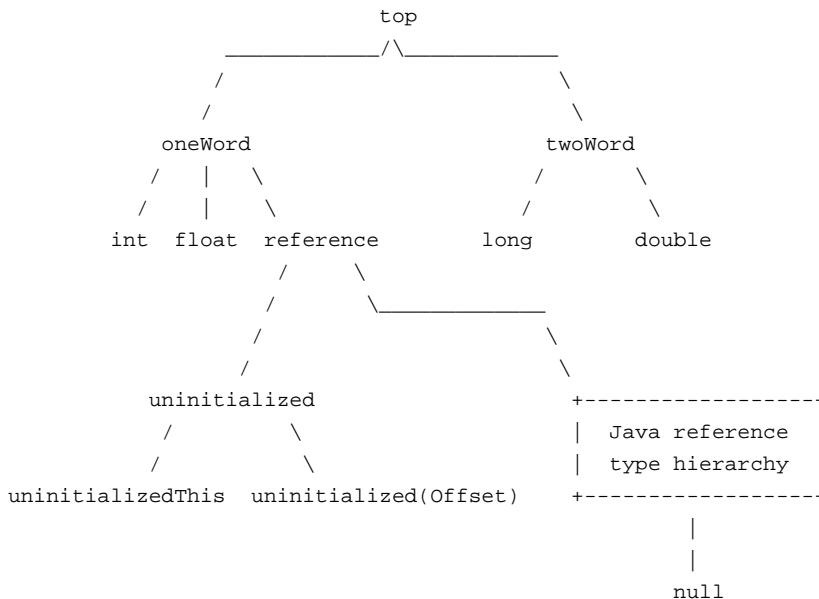 top
oneWord twoWord
int float reference long double
uninitialized
Java reference
type hierarchy
uninitializedThis uninitialized(Offset)
null